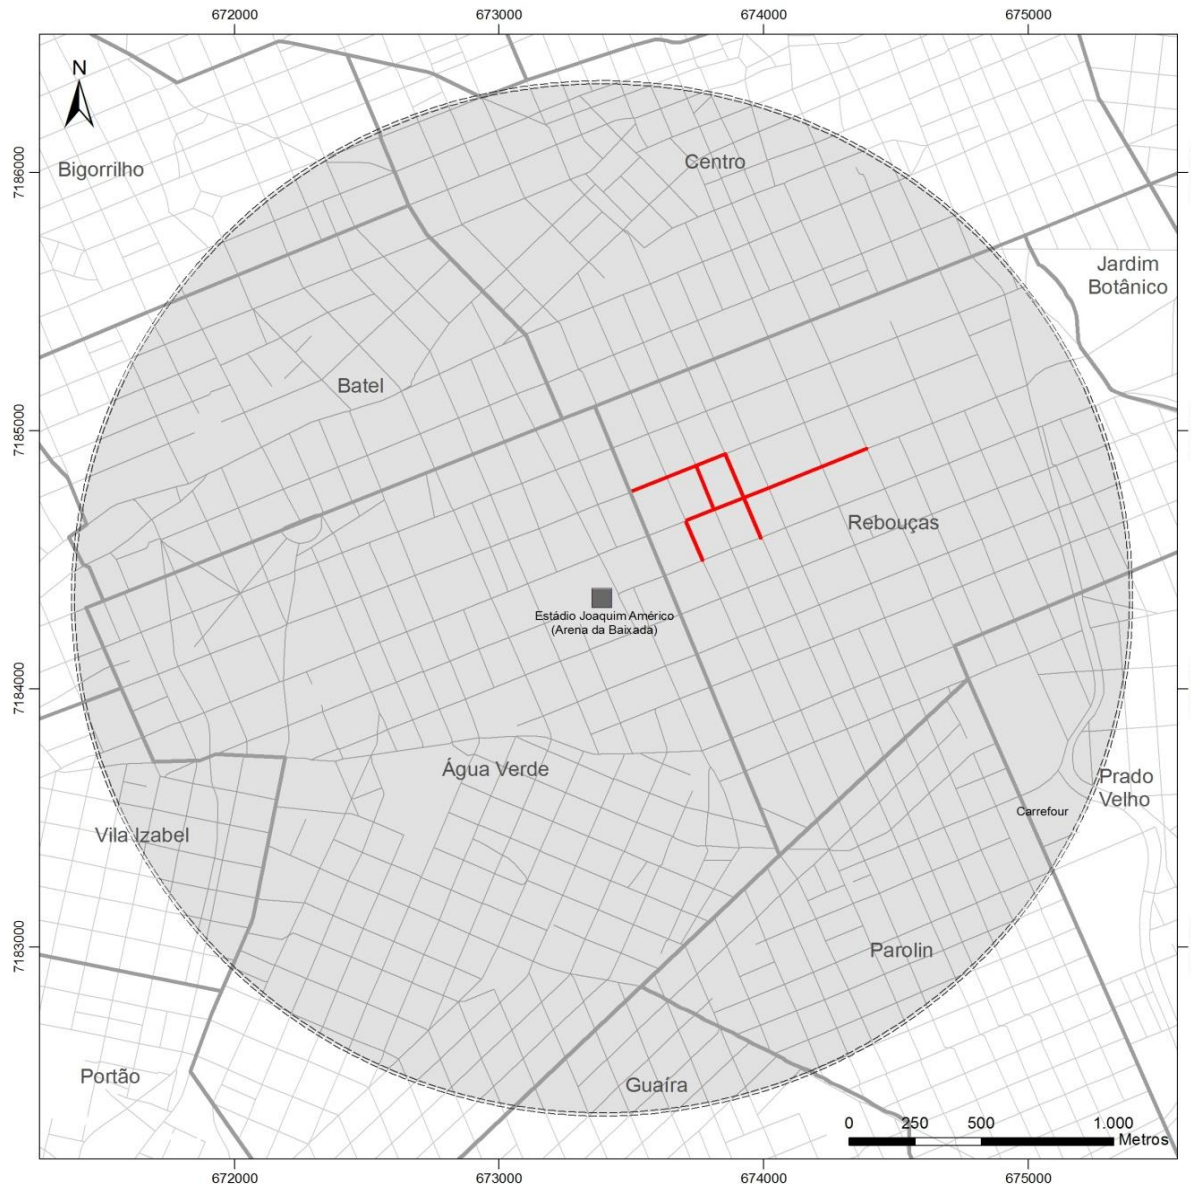 672000
673000
674000
675000
N
7186000
Bigorrilho
Centro
Jardim
Botânico
Batel
7185000
Rebouças
Estádio Joaquim Américo
(Arena da Baixada)
7184000
Água Verde
Prado
Velho
Carrefour
Vila Izabel
7183000
Parolin
Portão
Guaíra
0 250 500 1.000
Metros
672000
673000
674000
675000